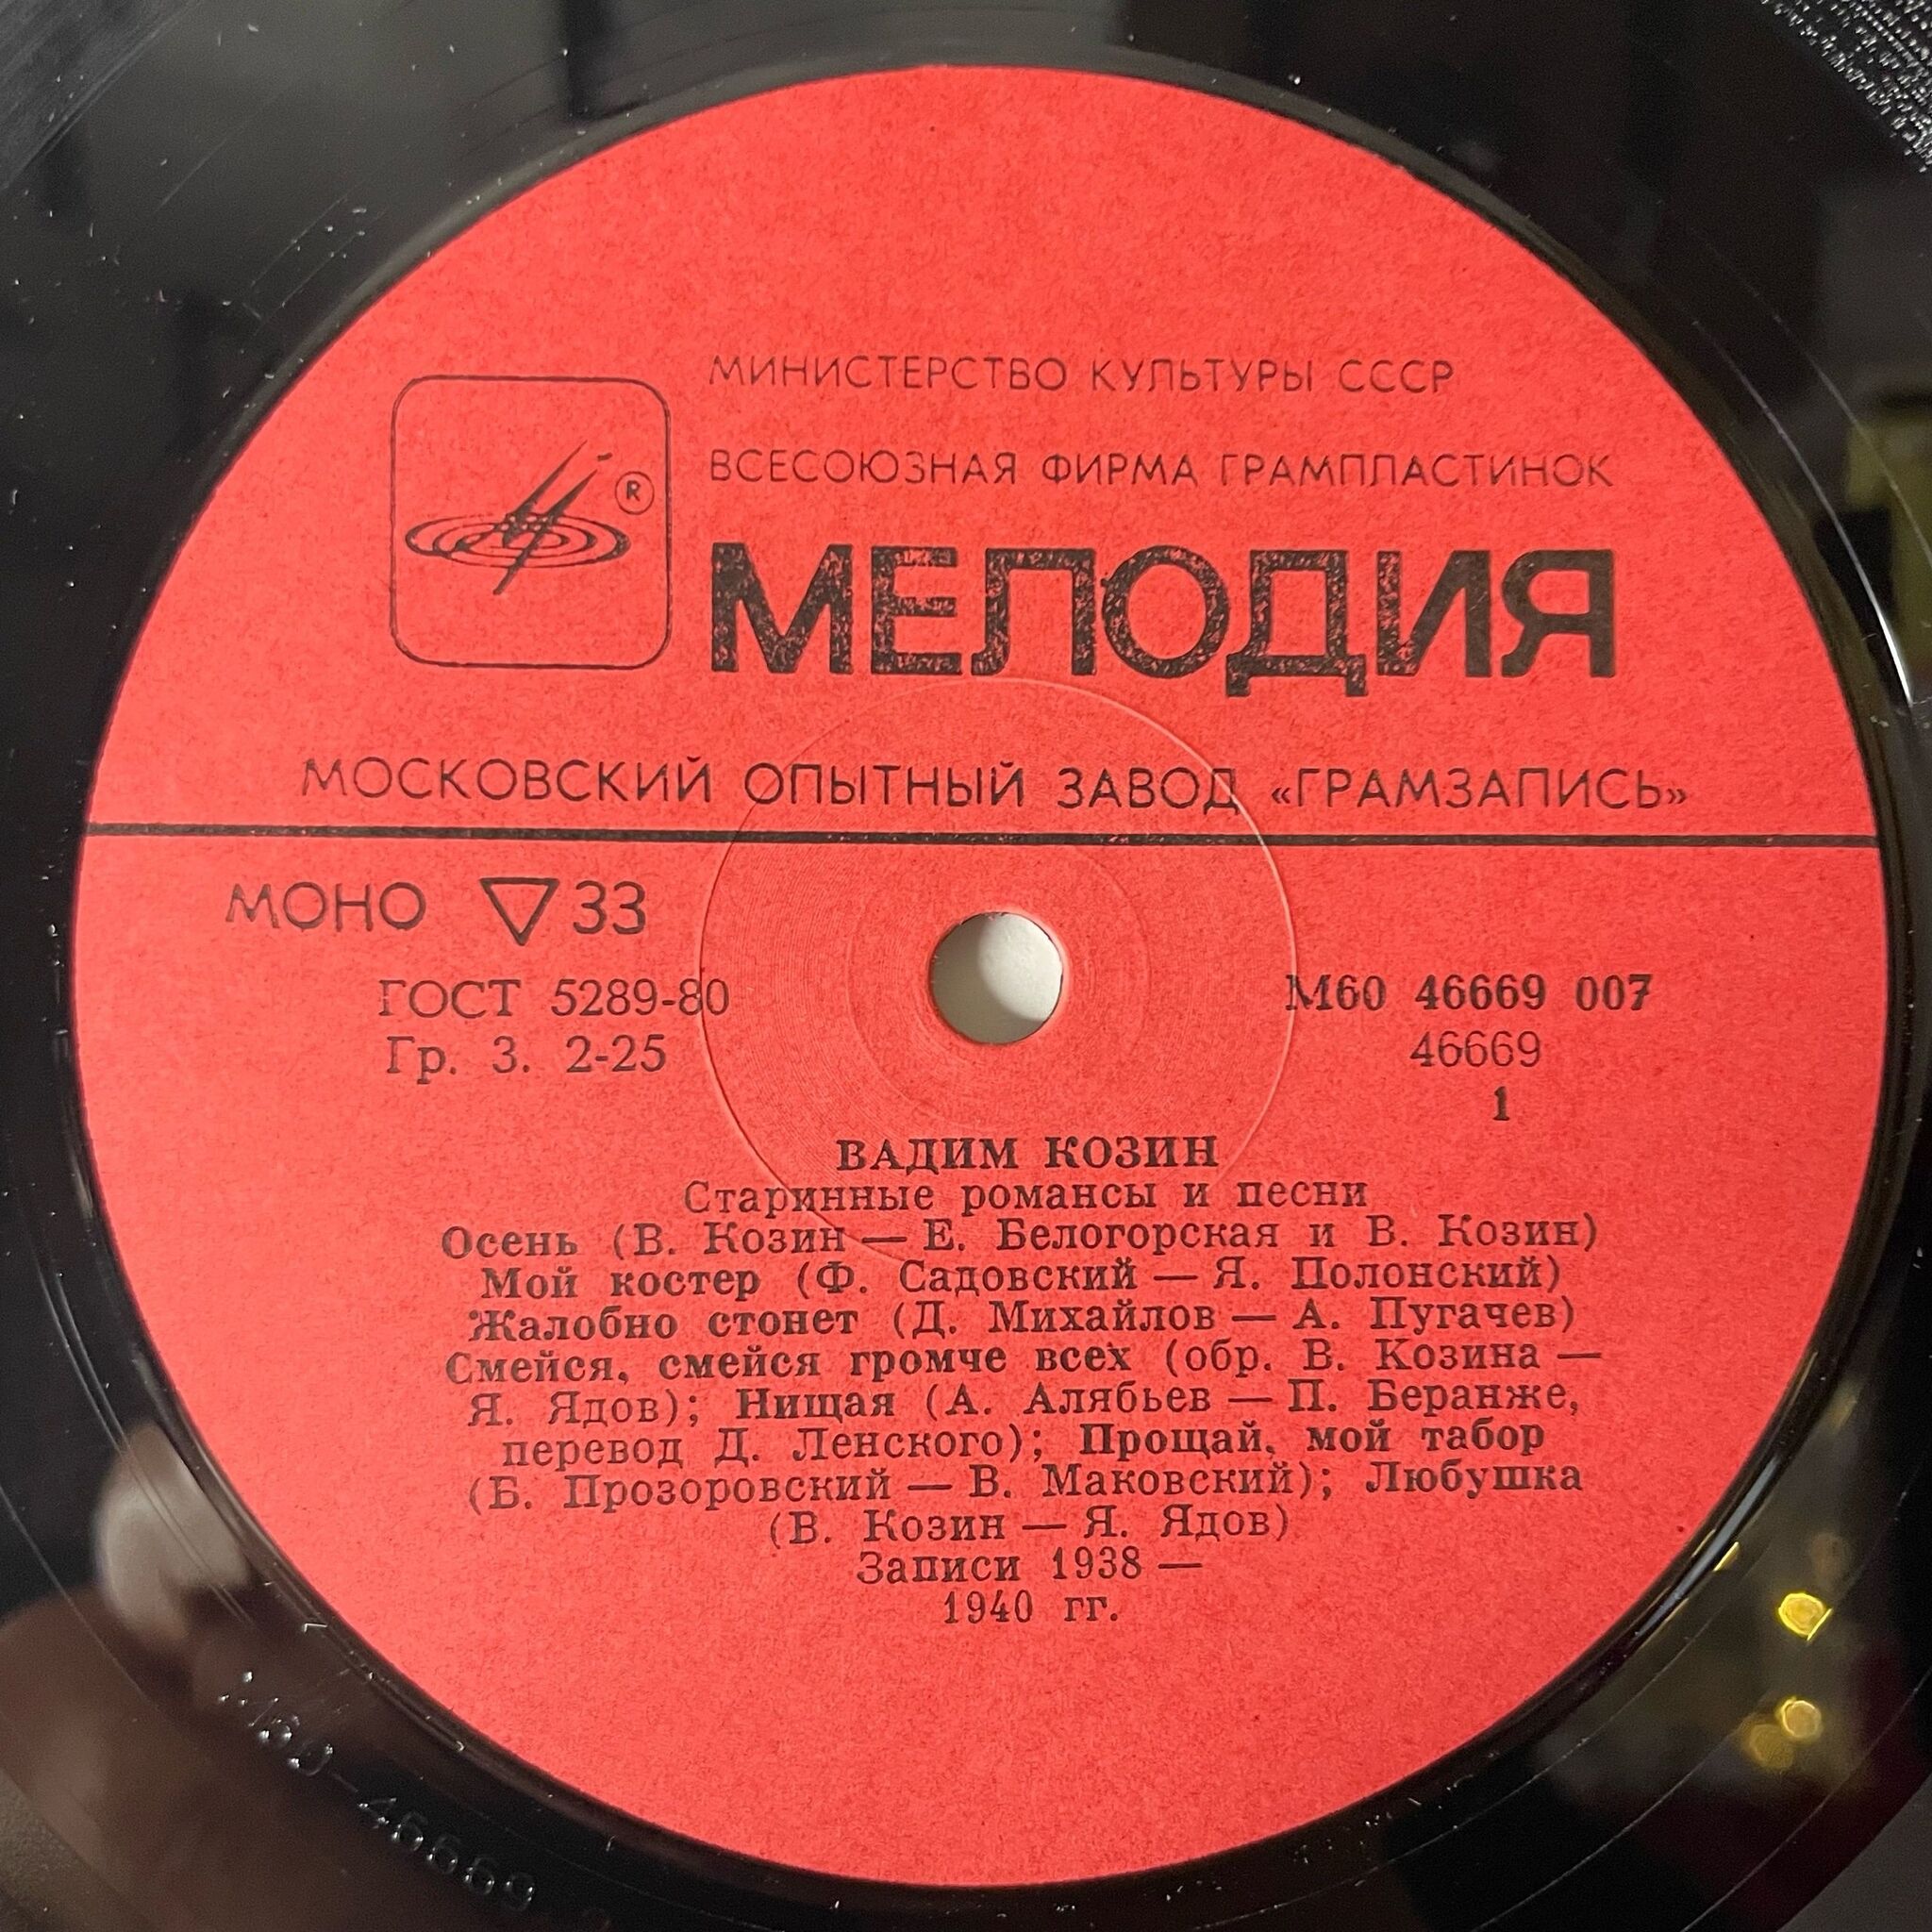 МИНИСТЕРСТВО КУЛЬТУРЫ СССР
ВСЕСОЮЗНАЯ ФИРМА ГРАМПЛАСТИНОК
®
МЕЛОДИЯ
МОСКОВСКИЙ ОПЫТНЫЙ ЗАВОД «ГРАМЗАПИСЬ»
МОНО ▽33
ГОСТ 5289-80
Гр. 3. 2-25
М60 46669 007
46669
1
ВАДИМ КОЗИН
Старинные романсы и песни
Осень (В. Козин — Е. Белогорская и В. Козин)
Мой костер (Ф. Садовский — Я. Полонский)
Жалобно стонет (Д. Михайлов — А. Пугачев)
Смейся, смейся громче всех (обр. В. Козина —
Я. Ядов); Нищая (А. Алябьев — П. Беранже,
перевод Д. Ленского); Прощай, мой табор
(Б. Прозоровский — В. Маковский); Любушка
(В. Козин — Я. Ядов)
Записи 1938 —
1940 гг.
М60-46669